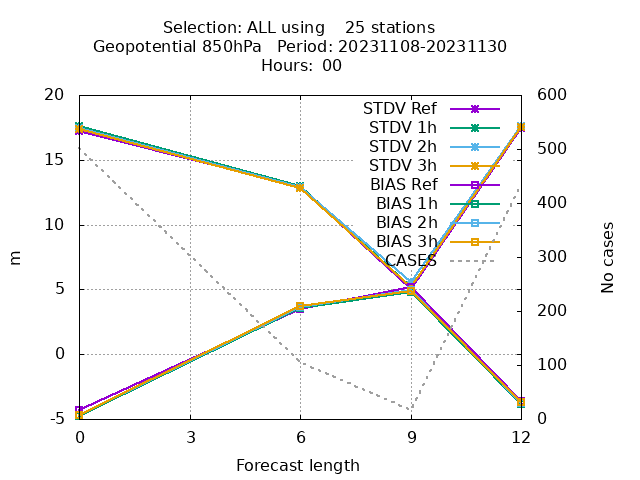 Selection: ALL using    25 stations
Geopotential 850hPa   Period: 20231108-20231130
Hours: 00
20
15
10
5
0
-5
600
500
400
300
200
100
0
0
3
6
9
12
m
No cases
Forecast length
STDV Ref
STDV 1h
STDV 2h
STDV 3h
BIAS Ref
BIAS 1h
BIAS 2h
BIAS 3h
CASES